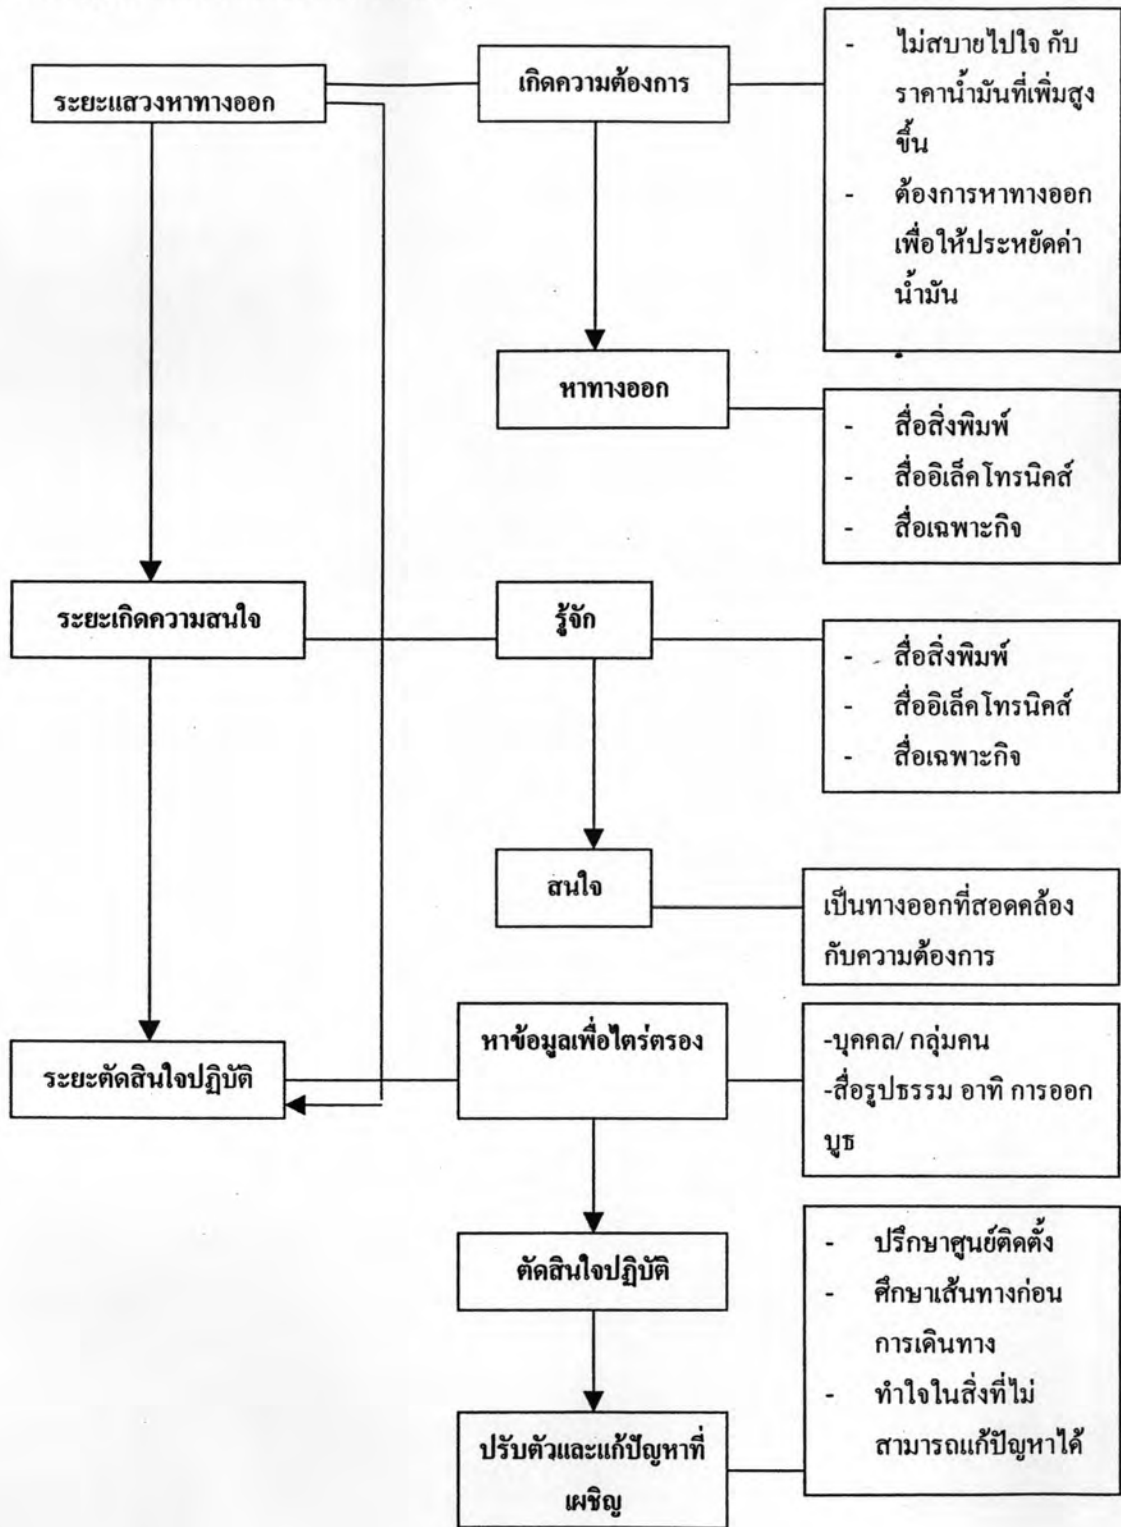 ระยะแสวงหาทางออก
เกิดความต้องการ
- ไม่สบายไปใจ กับ
ราคาน้ำมันที่เพิ่มสูง
ขึ้น
- ต้องการหาทางออก
เพื่อให้ประหยัดค่า
น้ำมัน
หาทางออก
- สื่อสิ่งพิมพ์
- สื่ออิเล็คโทรนิคส์
- สื่อเฉพาะกิจ
ระยะเกิดความสนใจ
รู้จัก
- สื่อสิ่งพิมพ์
- สื่ออิเล็คโทรนิคส์
- สื่อเฉพาะกิจ
สนใจ
เป็นทางออกที่สอดคล้อง
กับความต้องการ
ระยะตัดสินใจปฏิบัติ
หาข้อมูลเพื่อไตร่ตรอง
-บุคคล/ กลุ่มคน
-สื่อรูปธรรม อาทิ การออก
บูธ
ตัดสินใจปฏิบัติ
- ปรึกษาศูนย์ติดตั้ง
- ศึกษาเส้นทางก่อน
การเดินทาง
- ทำใจในสิ่งที่ไม่
สามารถแก้ปัญหาได้
ปรับตัวและแก้ปัญหาที่
เผชิญ